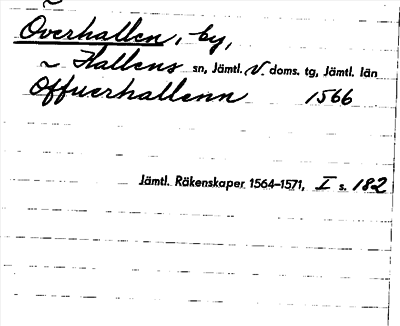 Överhallen, by,
~ Hallens sn, Jämtl. V. doms. tg, Jämtl. län
Offuerhallenn 1566
Jämtl. Räkenskaper 1564–1571, I s. 182